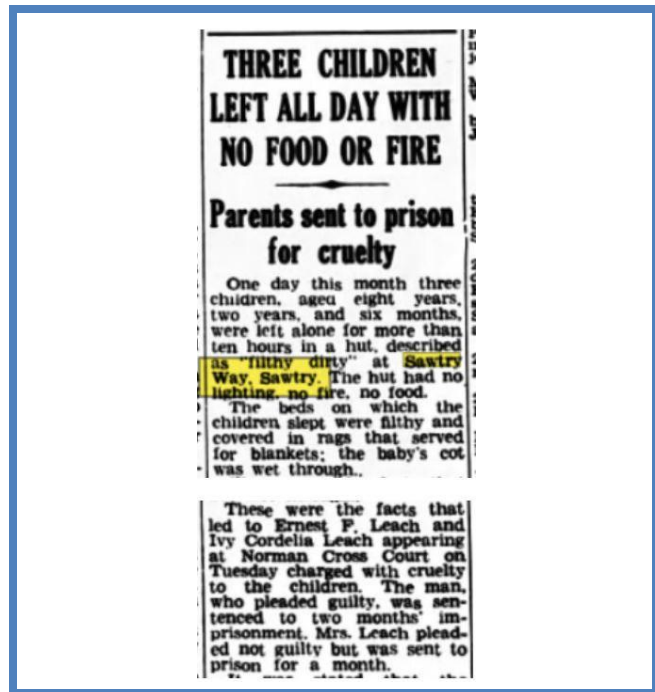 THREE CHILDREN
LEFT ALL DAY WITH
NO FOOD OR FIRE
Parents sent to prison
for cruelty
One day this month three
children, aged eight years,
two years, and six months,
were left alone for more than
ten hours in a hut, described
as "filthy dirty" at Sawtry
Way, Sawtry. The hut had no
lighting, no fire, no food.
The beds on which the
children slept were filthy and
covered in rags that served
for blankets; the baby's cot
was wet through.
These were the facts that
led to Ernest P. Leach and
Ivy Cordelia Leach appearing
at Norman Cross Court on
Tuesday charged with cruelty
to the children. The man,
who pleaded guilty, was sen-
tenced to two months' im-
prisonment. Mrs. Leach plead-
ed not guilty but was sent to
prison for a month.
It was stated that the